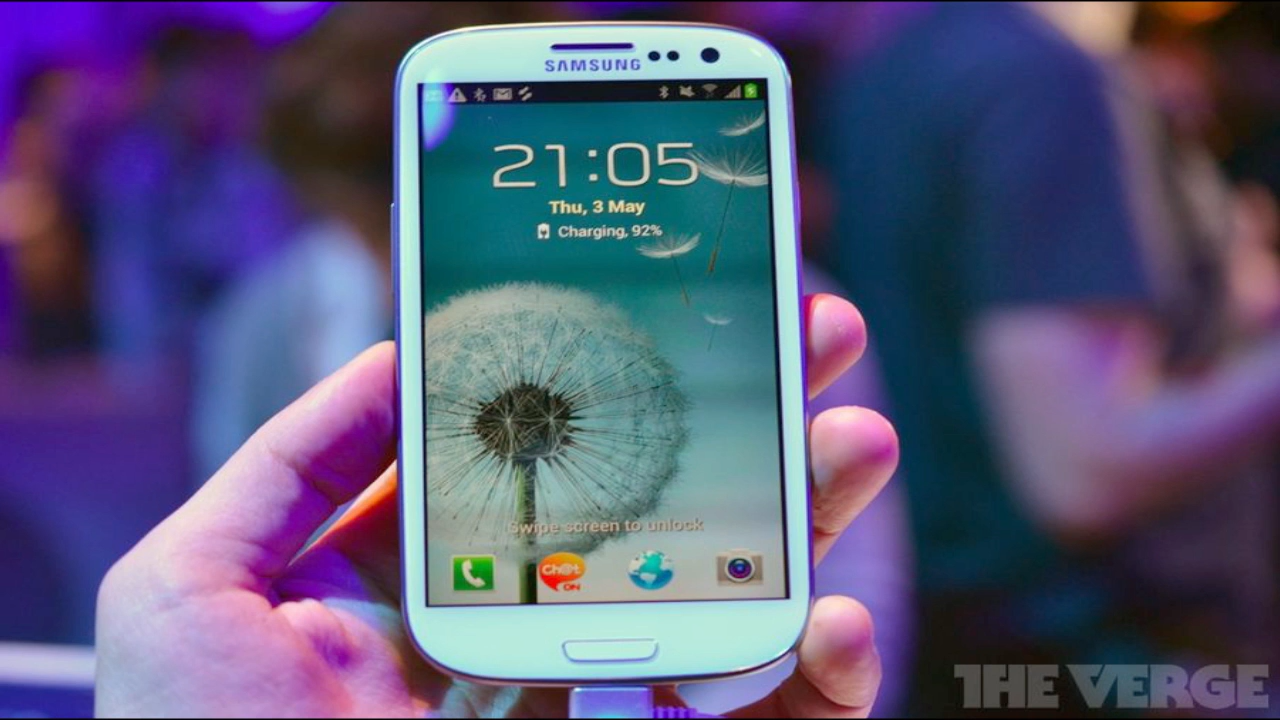 SAMSUNG
21:05
Thu, 3 May
Charging, 92%
Swipe screen to unlock
Ch@t
ON
THE VERGE